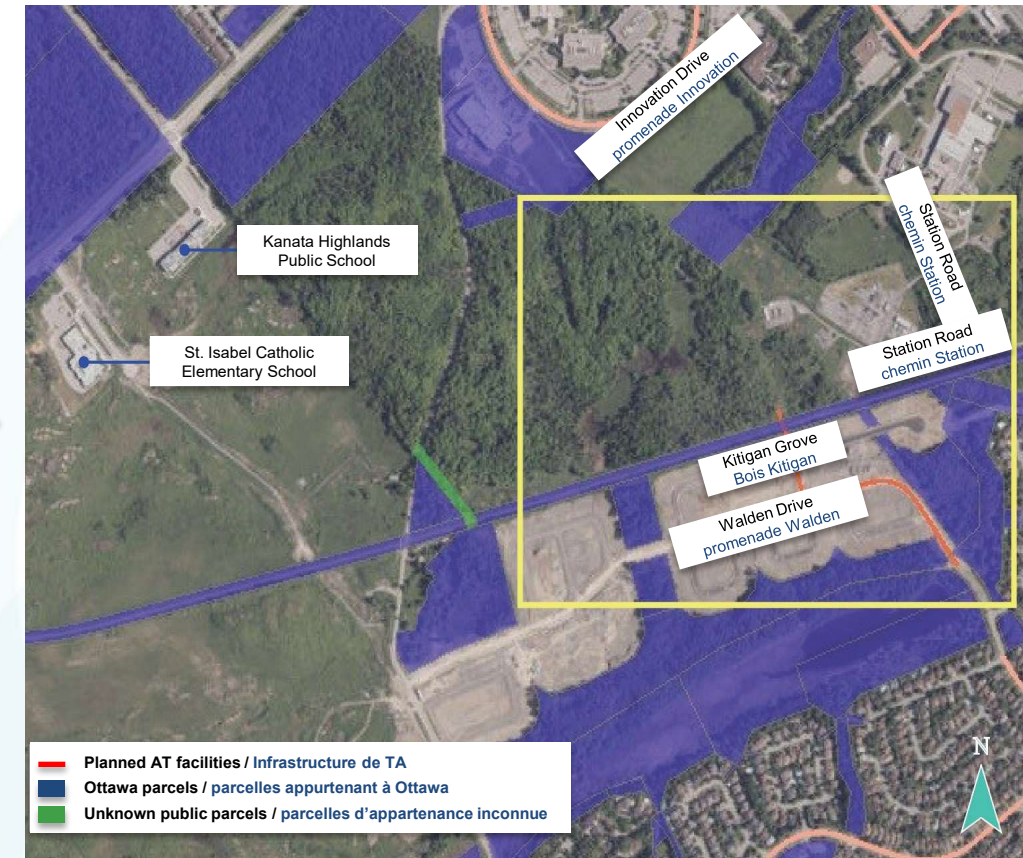 Innovation Drive
promenade Innovation
Station Road
chemin Station
Kanata Highlands
Public School
Station Road
chemin Station
St. Isabel Catholic
Elementary School
Kitigan Grove
Bois Kitigan
Walden Drive
promenade Walden
N
Planned AT facilities / Infrastructure de TA
Ottawa parcels / parcelles appurtenant à Ottawa
Unknown public parcels / parcelles d'appartenance inconnue